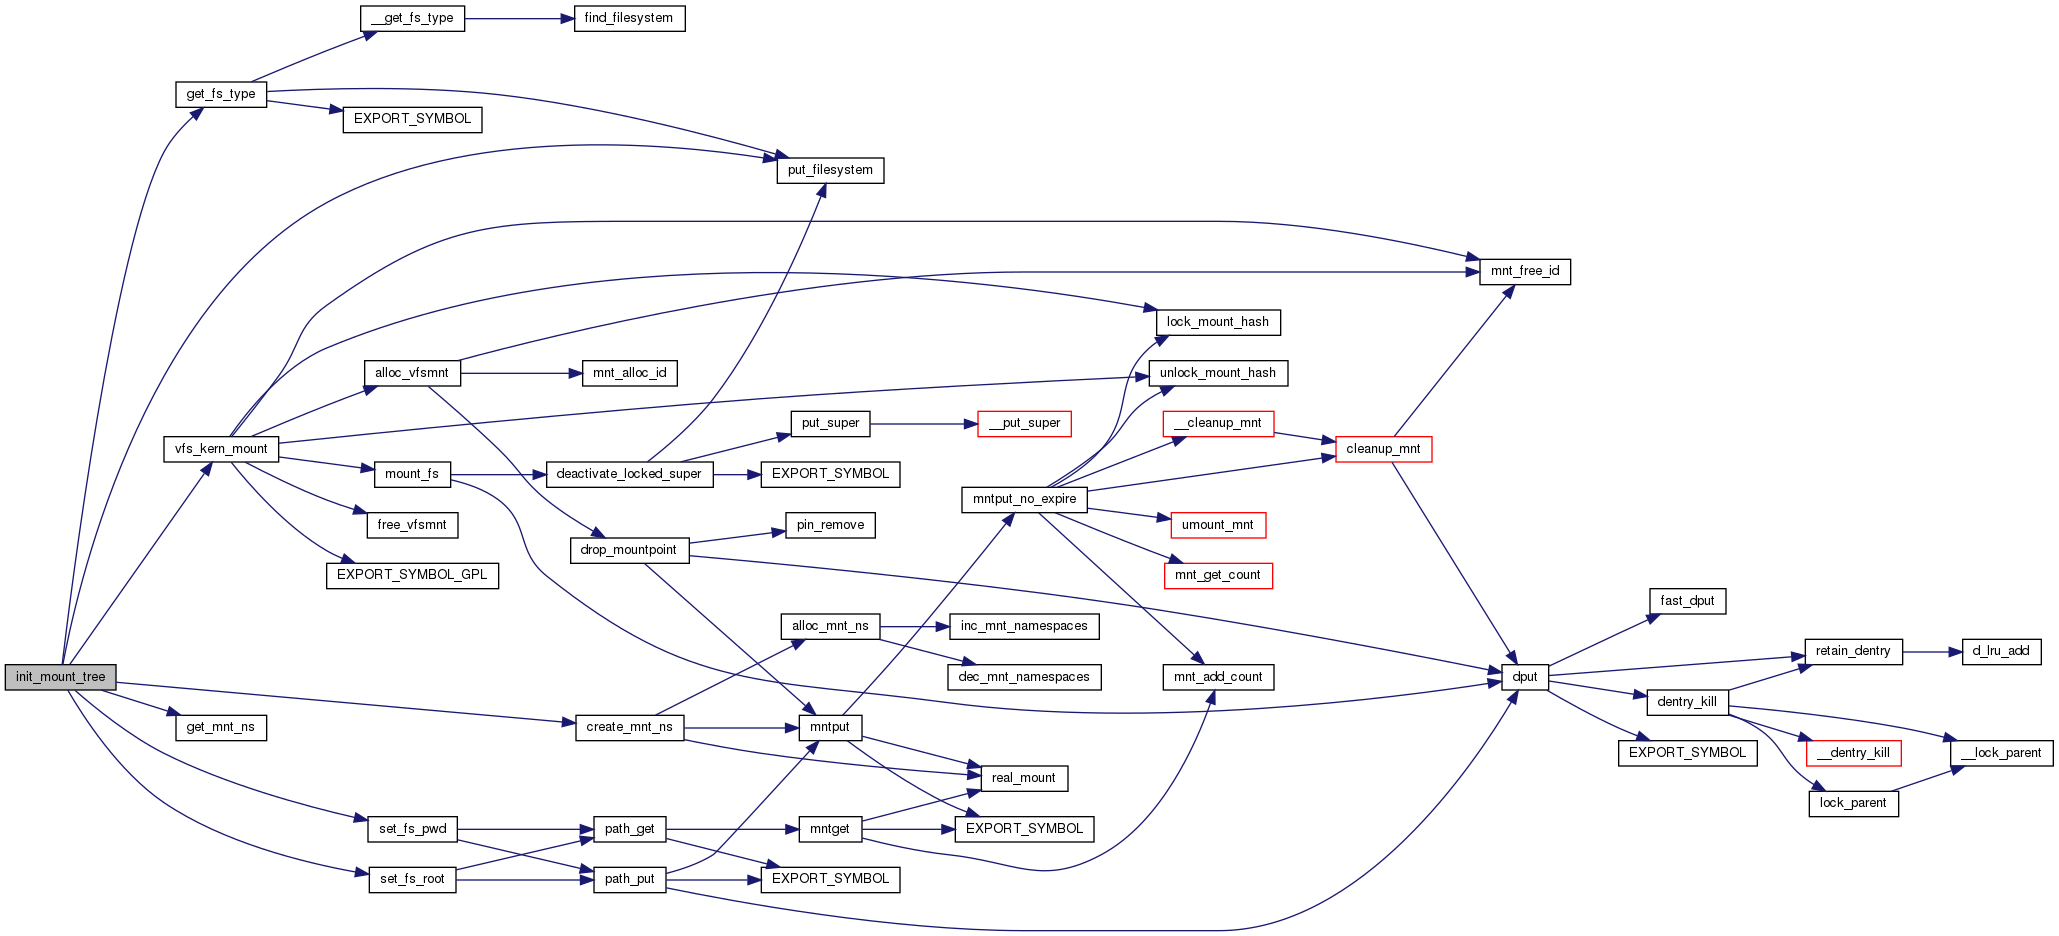 __get_fs_type
find_filesystem
get_fs_type
EXPORT_SYMBOL
put_filesystem
mnt_free_id
lock_mount_hash
alloc_vfsmnt
mnt_alloc_id
unlock_mount_hash
put_super
__put_super
__cleanup_mnt
cleanup_mnt
vfs_kern_mount
mount_fs
deactivate_locked_super
EXPORT_SYMBOL
mntput_no_expire
free_vfsmnt
pin_remove
umount_mnt
drop_mountpoint
EXPORT_SYMBOL_GPL
mnt_get_count
fast_dput
alloc_mnt_ns
inc_mnt_namespaces
retain_dentry
d_lru_add
init_mount_tree
dec_mnt_namespaces
mnt_add_count
dput
dentry_kill
get_mnt_ns
create_mnt_ns
mntput
EXPORT_SYMBOL
__dentry_kill
__lock_parent
real_mount
lock_parent
set_fs_pwd
path_get
mntget
EXPORT_SYMBOL
set_fs_root
path_put
EXPORT_SYMBOL